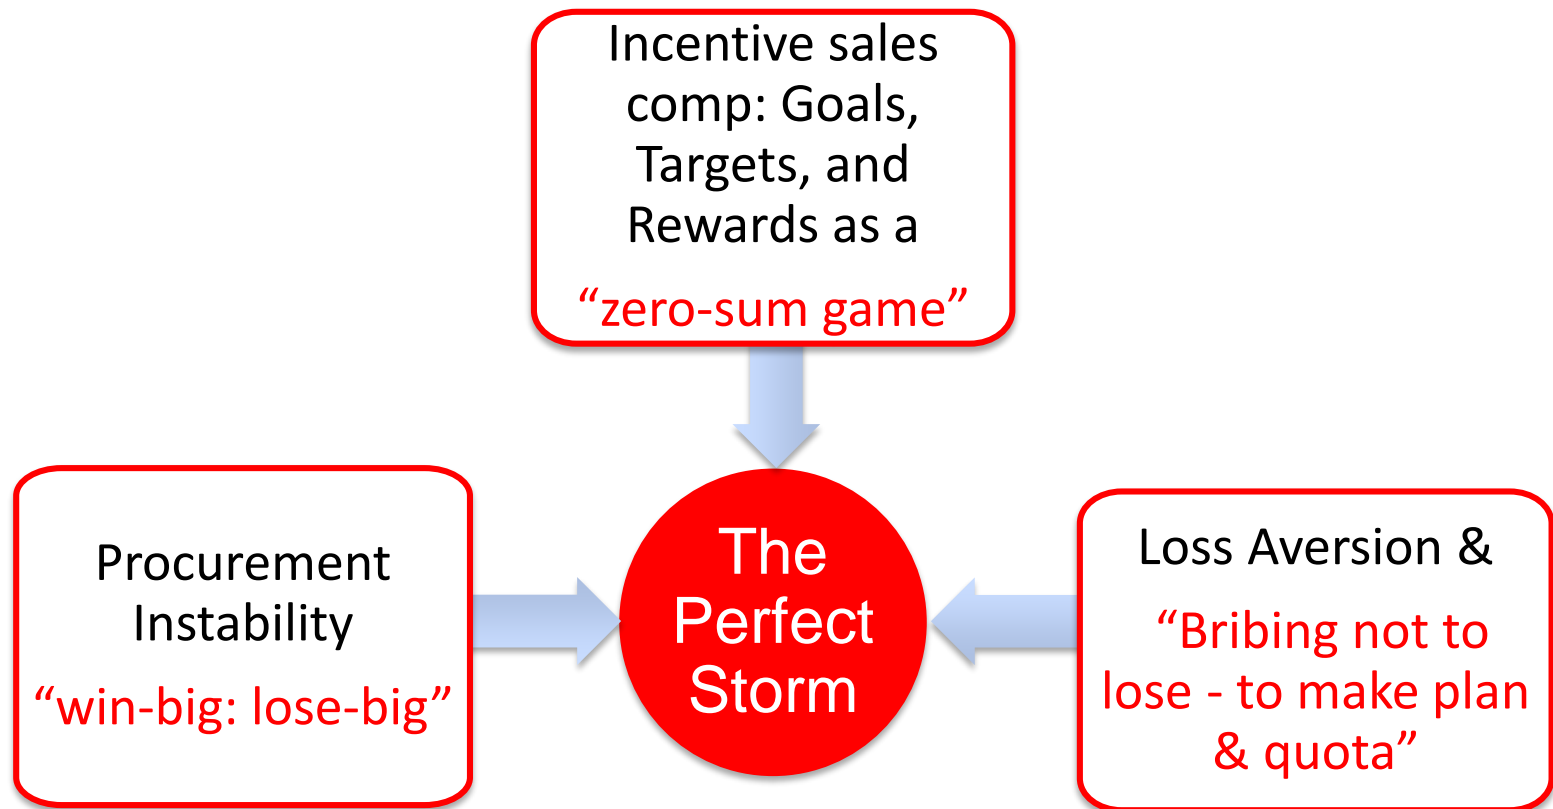 Incentive sales
comp: Goals,
Targets, and
Rewards as a
“zero-sum game”
Procurement
Instability
“win-big: lose-big”
The
Perfect
Storm
Loss Aversion &
“Bribing not to
lose - to make plan
& quota”